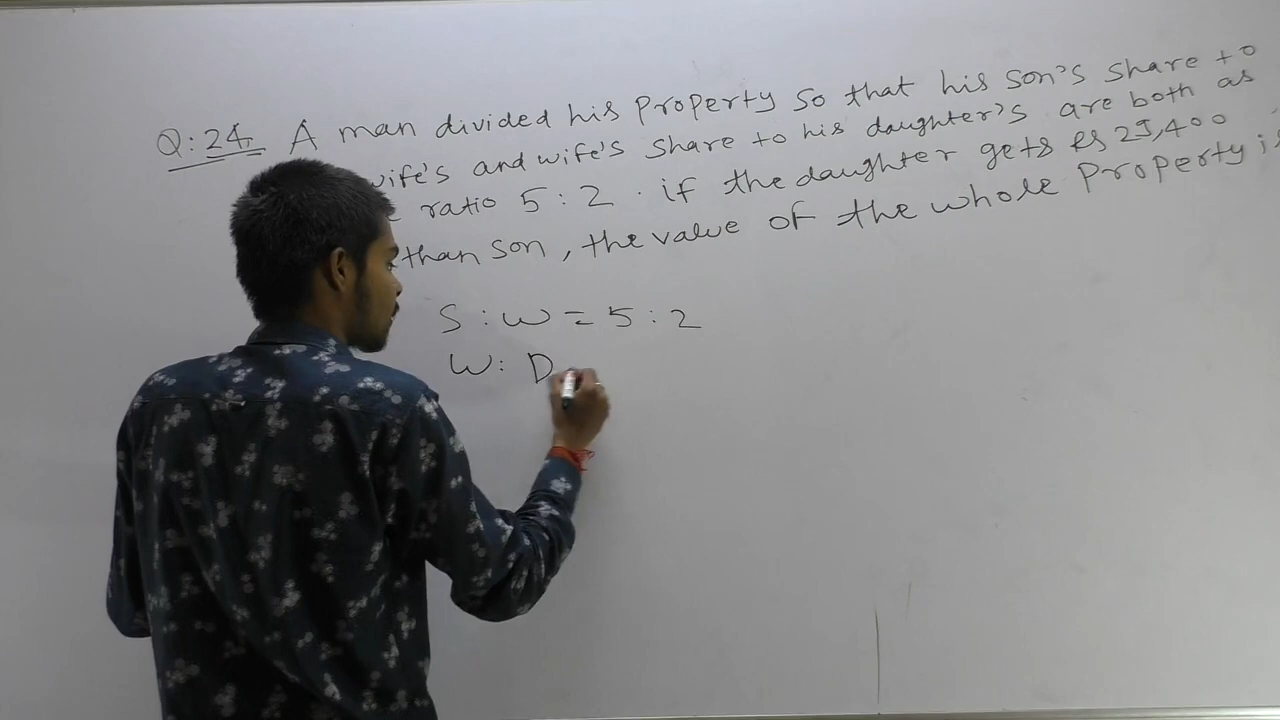 Q:24. A man divided his Property so that his son's share to
wife's and wife's share to his daughter's are both as
ratio 5:2. if the daughter gets Rs 25,400
than son, the value of the whole Property is
S:W = 5:2
W:D